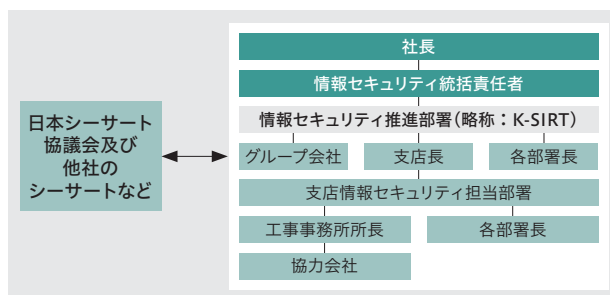 社長
情報セキュリティ統括責任者
情報セキュリティ推進部署（略称：K-SIRT）
グループ会社
支店長
各部署長
支店情報セキュリティ担当部署
工事事務所所長
各部署長
協力会社
日本シーサート
協議会及び
他社の
シーサートなど